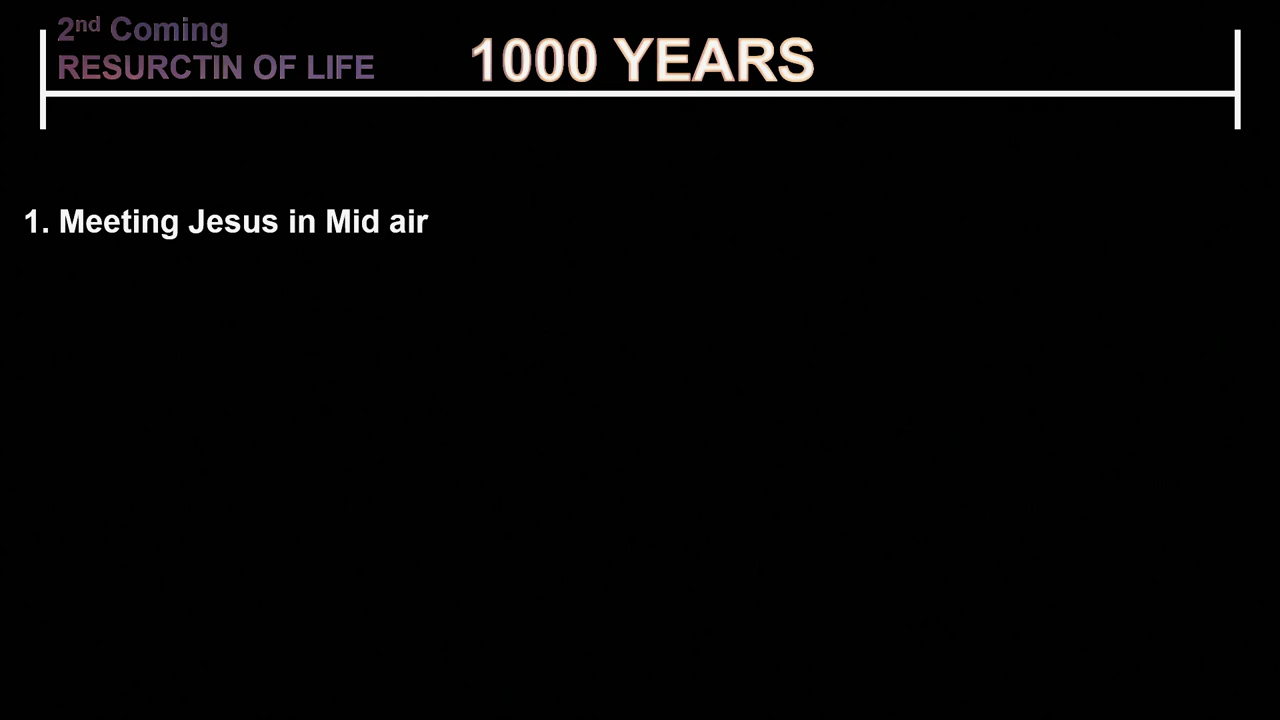 2nd Coming
RESURCTIN OF LIFE
1000 YEARS
1. Meeting Jesus in Mid air